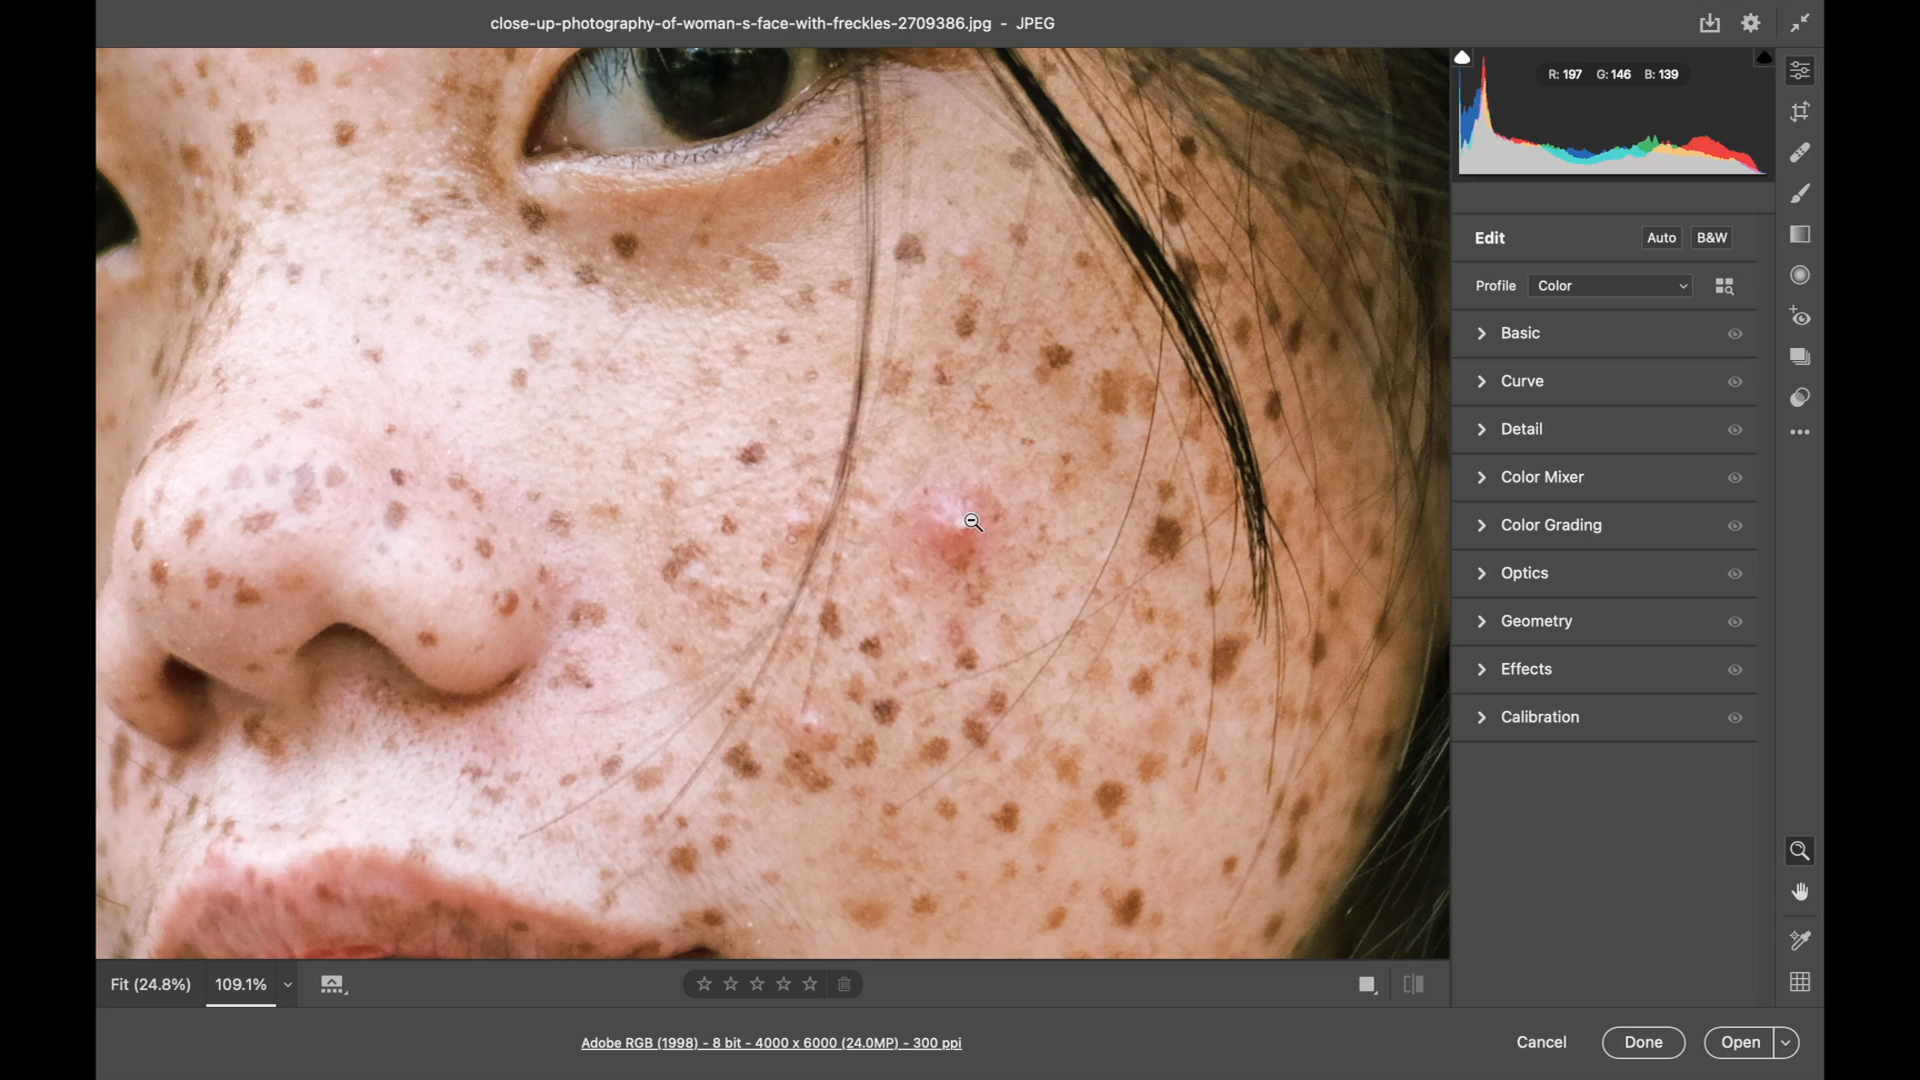 close-up-photography-of-woman-s-face-with-freckles-2709386.jpg - JPEG
R: 197 G: 146 B: 139
Edit Auto B&W
Profile Color
Basic
Curve
Detail
Color Mixer
Color Grading
Optics
Geometry
Effects
Calibration
Fit (24.8%) 109.1%
Adobe RGB (1998) - 8 bit - 4000 x 6000 (24.0MP) - 300 ppi
Cancel Done Open